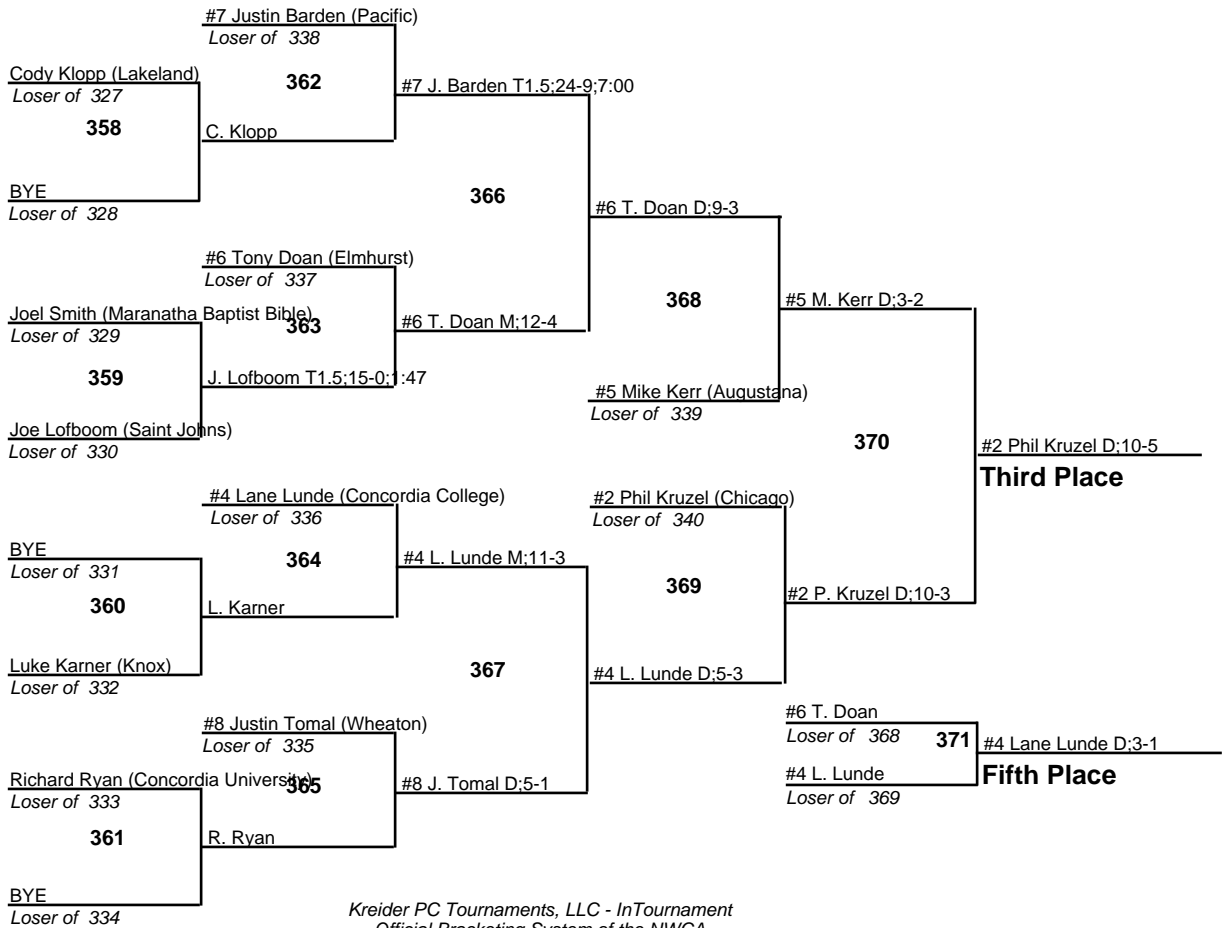 #7 Justin Barden (Pacific)
Loser of 338
Cody Klopp (Lakeland)
Loser of 327
362
#7 J. Barden T1.5;24-9;7:00
358
C. Klopp
BYE
Loser of 328
366
#6 T. Doan D;9-3
#6 Tony Doan (Elmhurst)
Loser of 337
Joel Smith (Maranatha Baptist Bible)
Loser of 329
363
#6 T. Doan M;12-4
368
#5 M. Kerr D;3-2
359
J. Lofboom T1.5;15-0;1:47
#5 Mike Kerr (Augustana)
Loser of 339
Joe Lofboom (Saint Johns)
Loser of 330
370
#2 Phil Kruzel D;10-5
Third Place
#4 Lane Lunde (Concordia College)
Loser of 336
#2 Phil Kruzel (Chicago)
Loser of 340
BYE
Loser of 331
364
#4 L. Lunde M;11-3
369
#2 P. Kruzel D;10-3
360
L. Karner
Luke Karner (Knox)
Loser of 332
367
#4 L. Lunde D;5-3
#8 Justin Tomal (Wheaton)
Loser of 335
#6 T. Doan
Loser of 368
371
#4 Lane Lunde D;3-1
Fifth Place
#4 L. Lunde
Loser of 369
Richard Ryan (Concordia University)
Loser of 333
365
#8 J. Tomal D;5-1
361
R. Ryan
BYE
Loser of 334
Kreider PC Tournaments, LLC - InTournament
Official Bracketing System of the NWCA